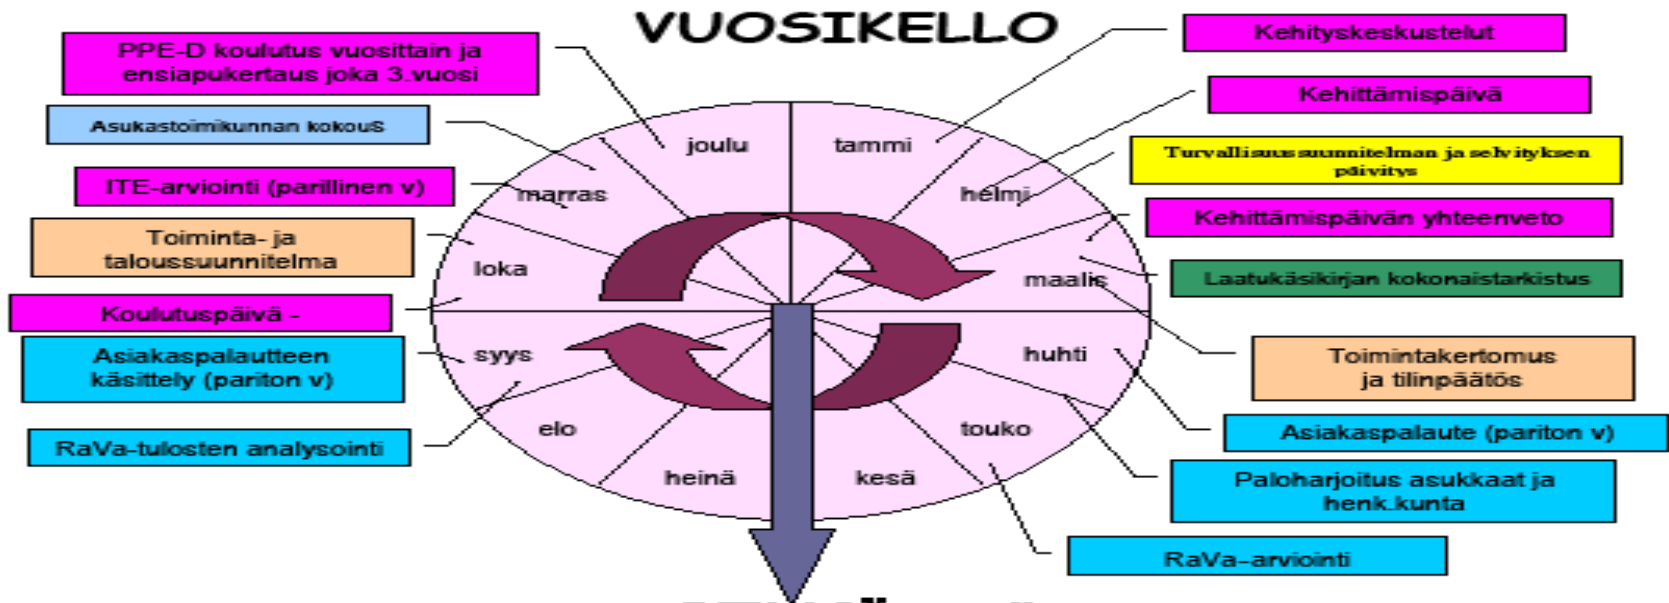 VUOSIKELLO
PPE-D koulutus vuosittain ja
ensiapukertaus joka 3.vuosi
Asukastoimikunnan kokous
ITE-arviointi (parillinen v)
Toiminta- ja
taloussuunnitelma
Koulutuspäivä -
Asiakaspalautteen
käsittely (pariton v)
RaVa-tulosten analysointi
joulu
tammi
marras
helmi
loka
maalis
syys
huhti
elo
touko
heinä
kesä
Kehityskeskustelut
Kehittämispäivä
Turvallisuussuunnitelman ja selvityksen
päivitys
Kehittämispäivän yhteenveto
Laatukäsikirjan kokonaistarkistus
Toimintakertomus
ja tilinpäätös
Asiakaspalaute (pariton v)
Paloharjoitus asukkaat ja
henk.kunta
RaVa-arviointi